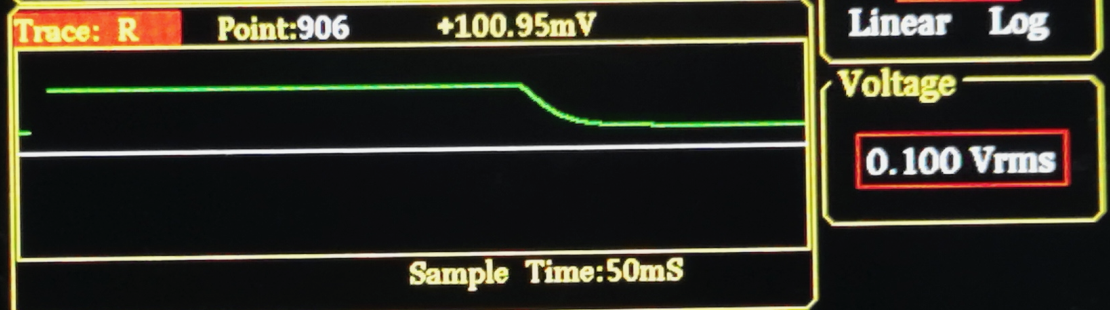 Trace: R Point:906 +100.95mV
Sample Time:50mS
Linear Log
Voltage
0.100 Vrms